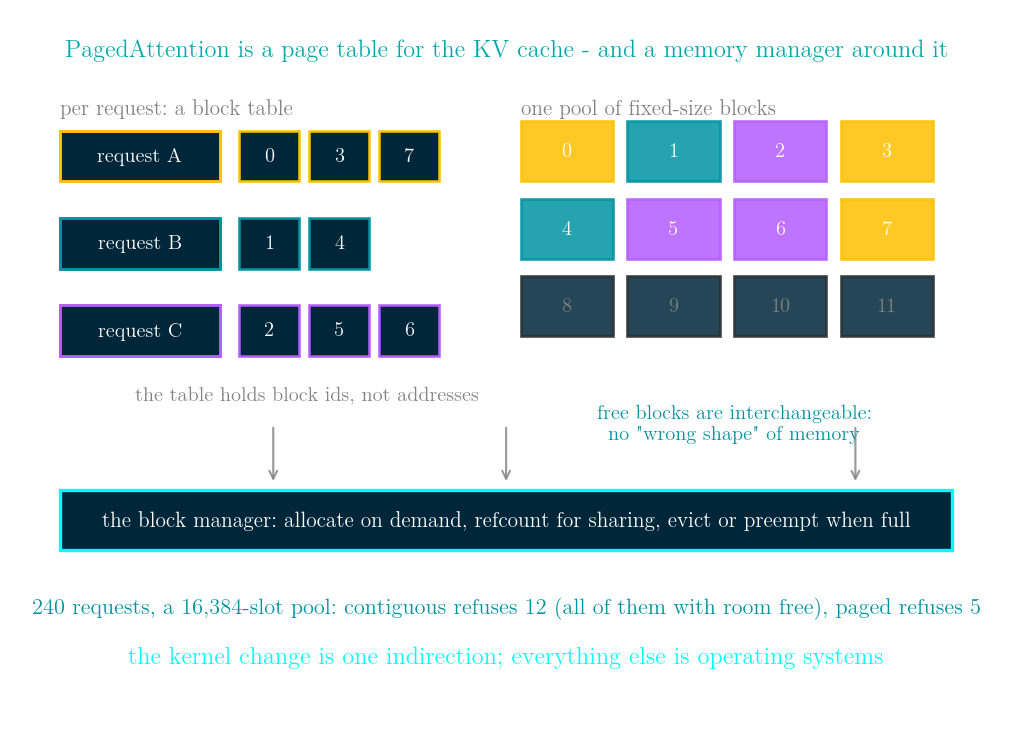 PagedAttention is a page table for the KV cache - and a memory manager around it
per request: a block table
request A 0 3 7
request B 1 4
request C 2 5 6
the table holds block ids, not addresses
one pool of fixed-size blocks
0 1 2 3
4 5 6 7
8 9 10 11
free blocks are interchangeable:
no "wrong shape" of memory
the block manager: allocate on demand, refcount for sharing, evict or preempt when full
240 requests, a 16,384-slot pool: contiguous refuses 12 (all of them with room free), paged refuses 5
the kernel change is one indirection; everything else is operating systems